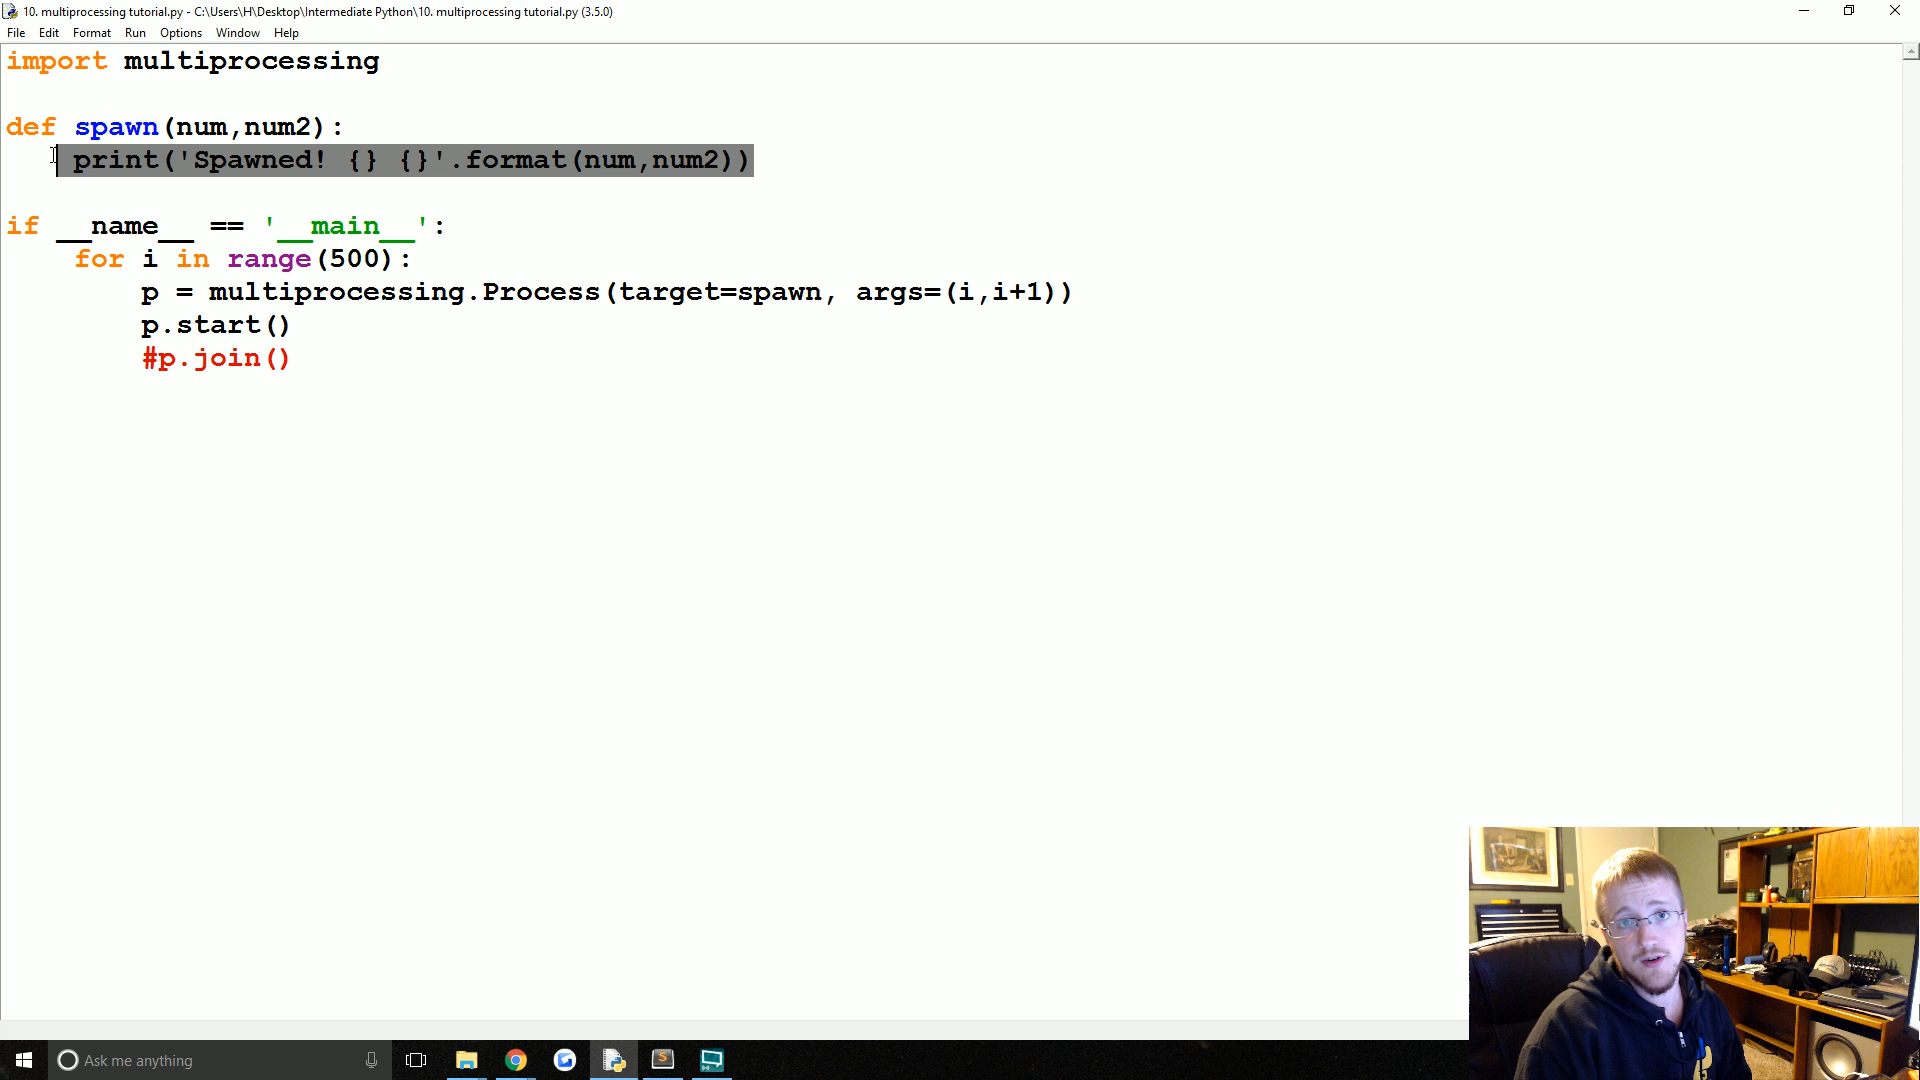 10. multiprocessing tutorial.py - C:\Users\H\Desktop\Intermediate Python\10. multiprocessing tutorial.py (3.5.0)
File Edit Format Run Options Window Help
import multiprocessing
def spawn(num,num2):
print('Spawned! {} {}'.format(num,num2))
if __name__ == '__main__':
for i in range(500):
p = multiprocessing.Process(target=spawn, args=(i,i+1))
p.start()
#p.join()
Ask me anything